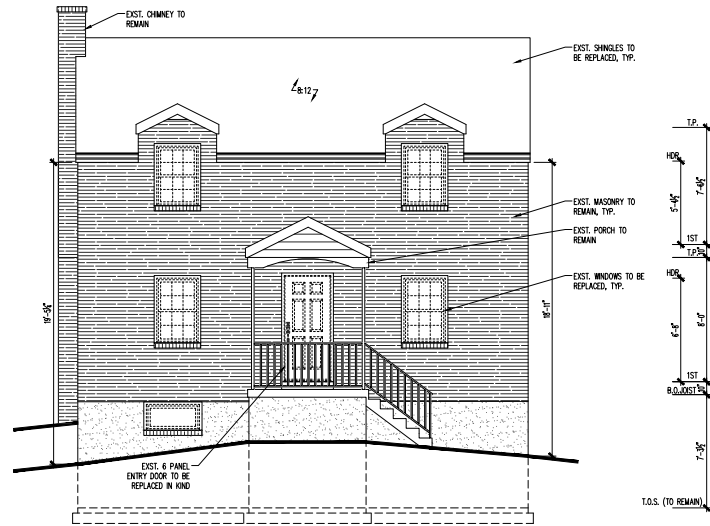 EXST. CHIMNEY TO
REMAIN
EXST. SHINGLES TO
BE REPLACED, TYP.
8:12
T.P.
HDR.
5'-4½"
7'-6½"
EXST. MASONRY TO
REMAIN, TYP.
EXST. PORCH TO
REMAIN
1ST
T.P.
HDR.
EXST. WINDOWS TO BE
REPLACED, TYP.
19'-5¼"
18'-11"
6'-8"
8'-0"
1ST
B.O.JOIST
EXST. 6 PANEL
ENTRY DOOR TO BE
REPLACED IN KIND
7'-3½"
T.O.S. (TO REMAIN)